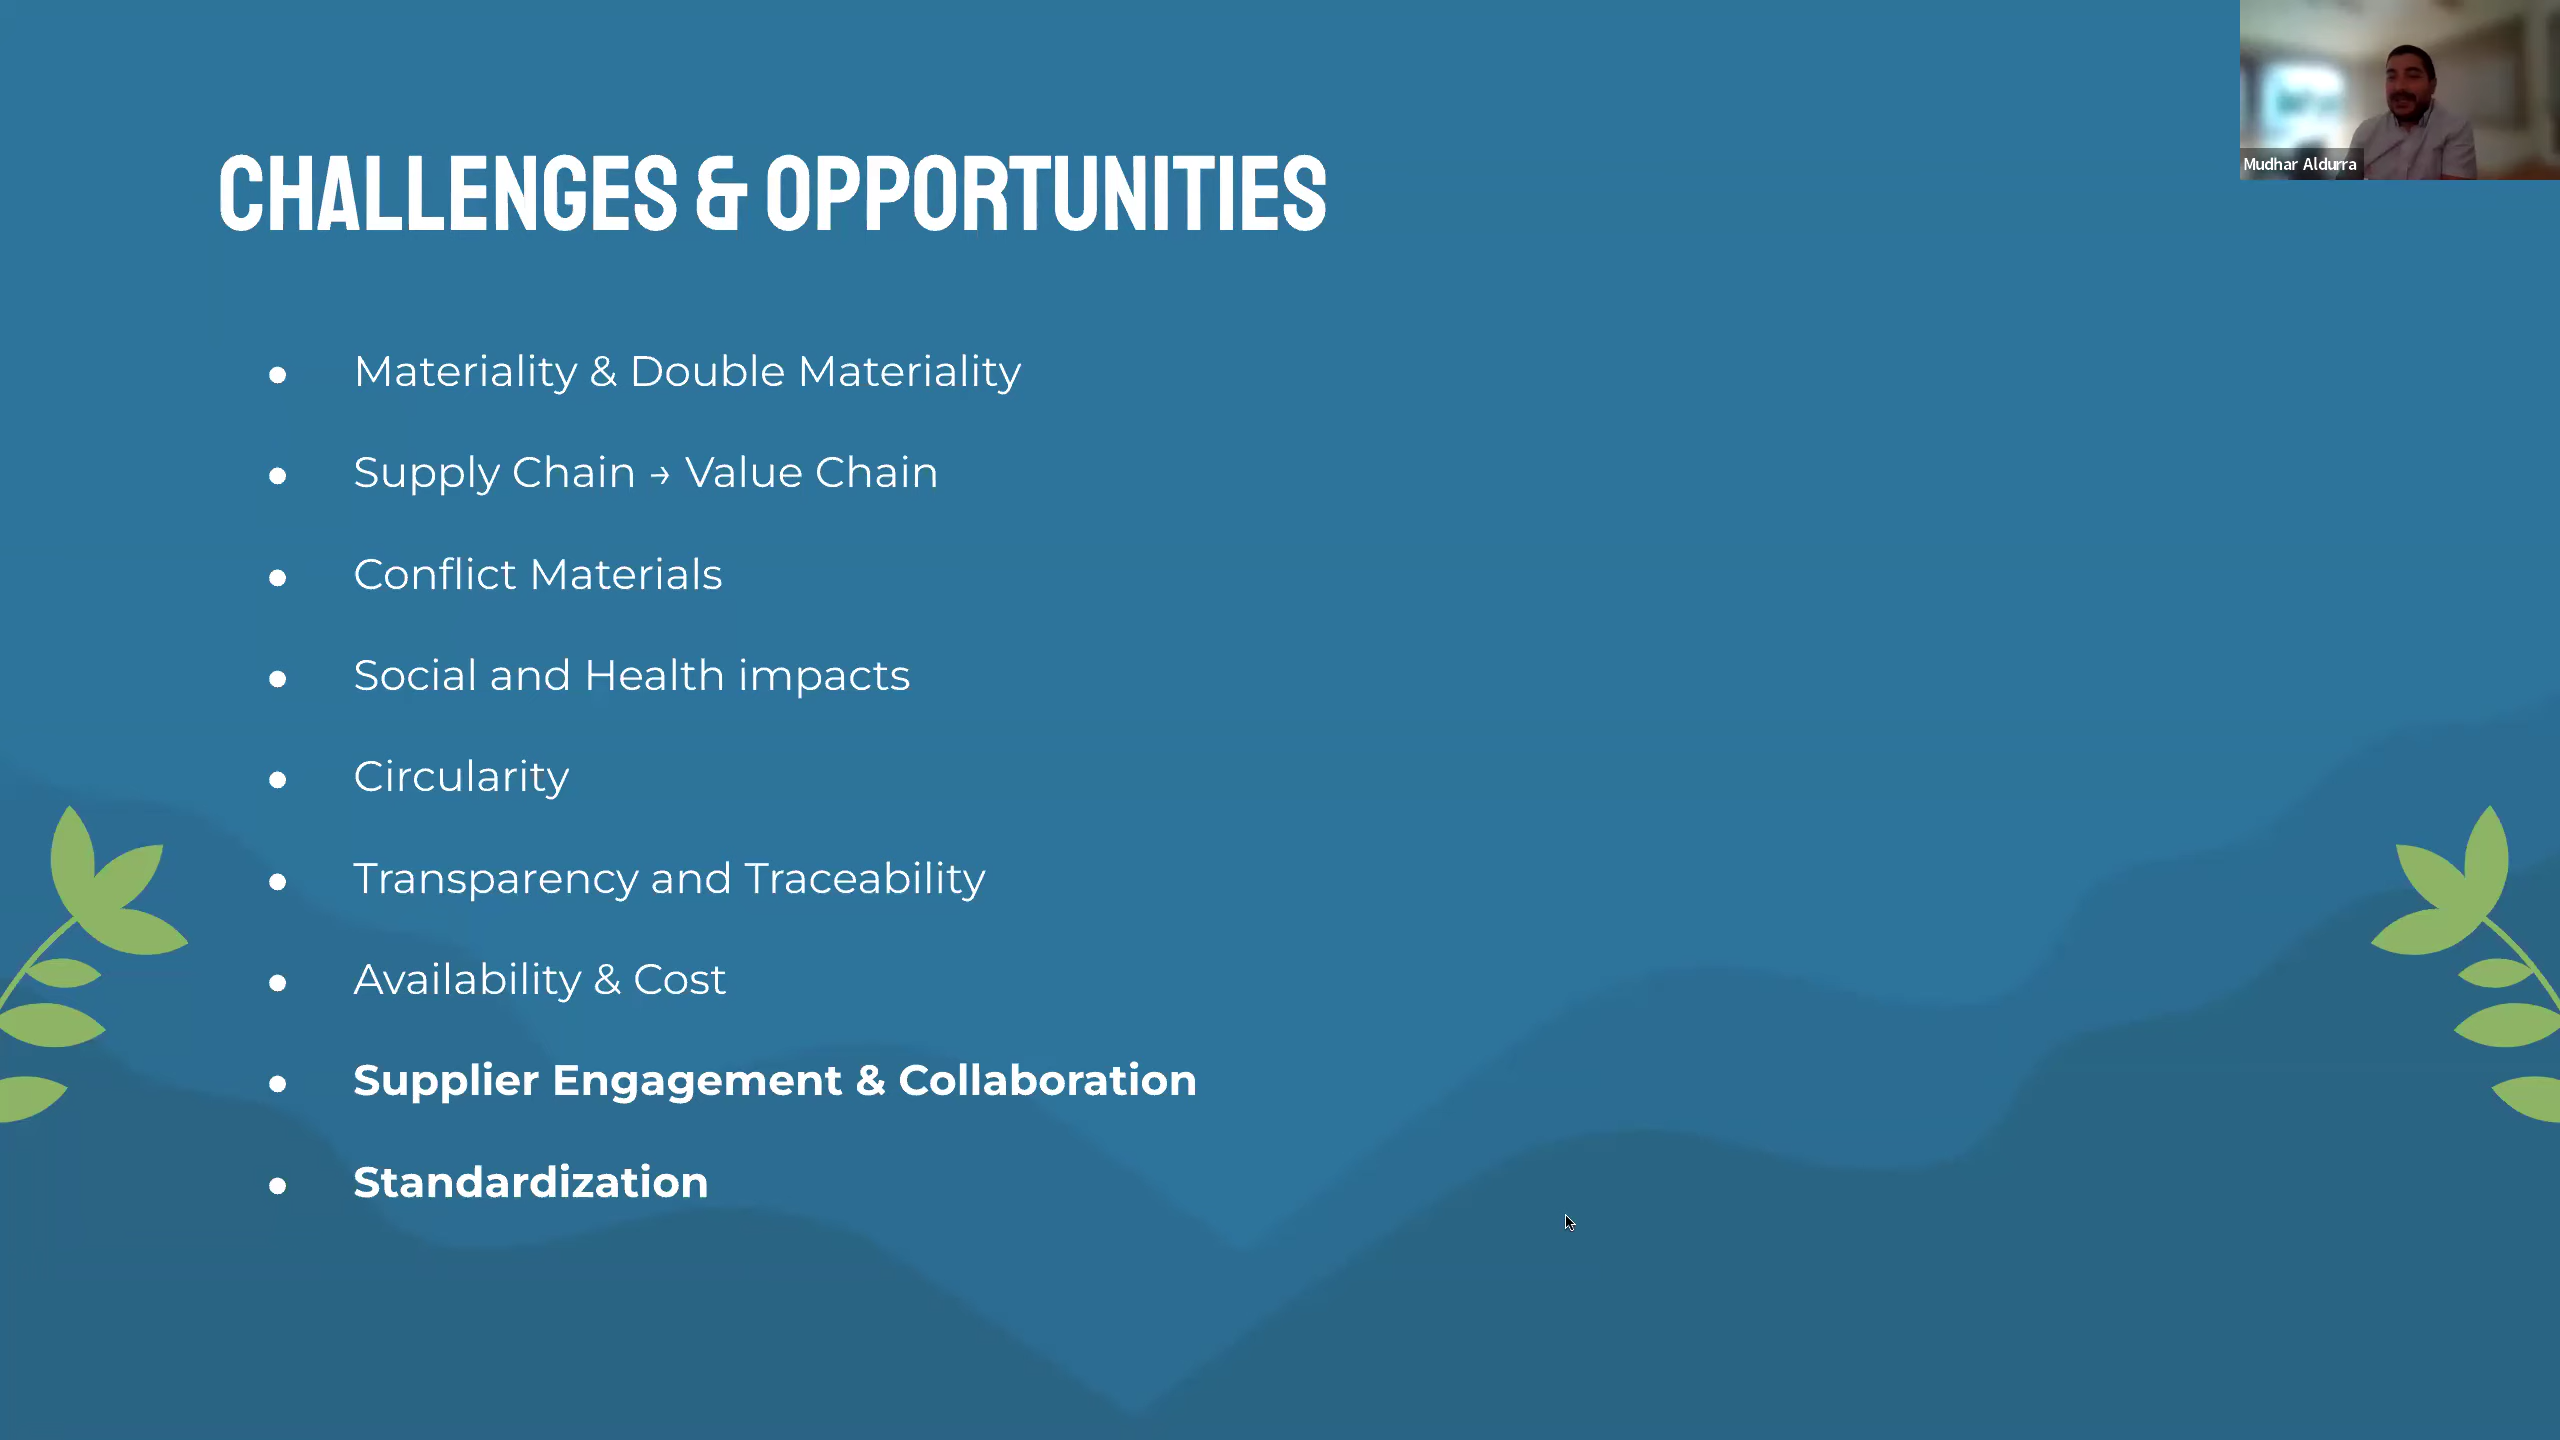 CHALLENGES & OPPORTUNITIES
Mudhar Aldurra
● Materiality & Double Materiality
● Supply Chain → Value Chain
● Conflict Materials
● Social and Health impacts
● Circularity
● Transparency and Traceability
● Availability & Cost
● Supplier Engagement & Collaboration
● Standardization